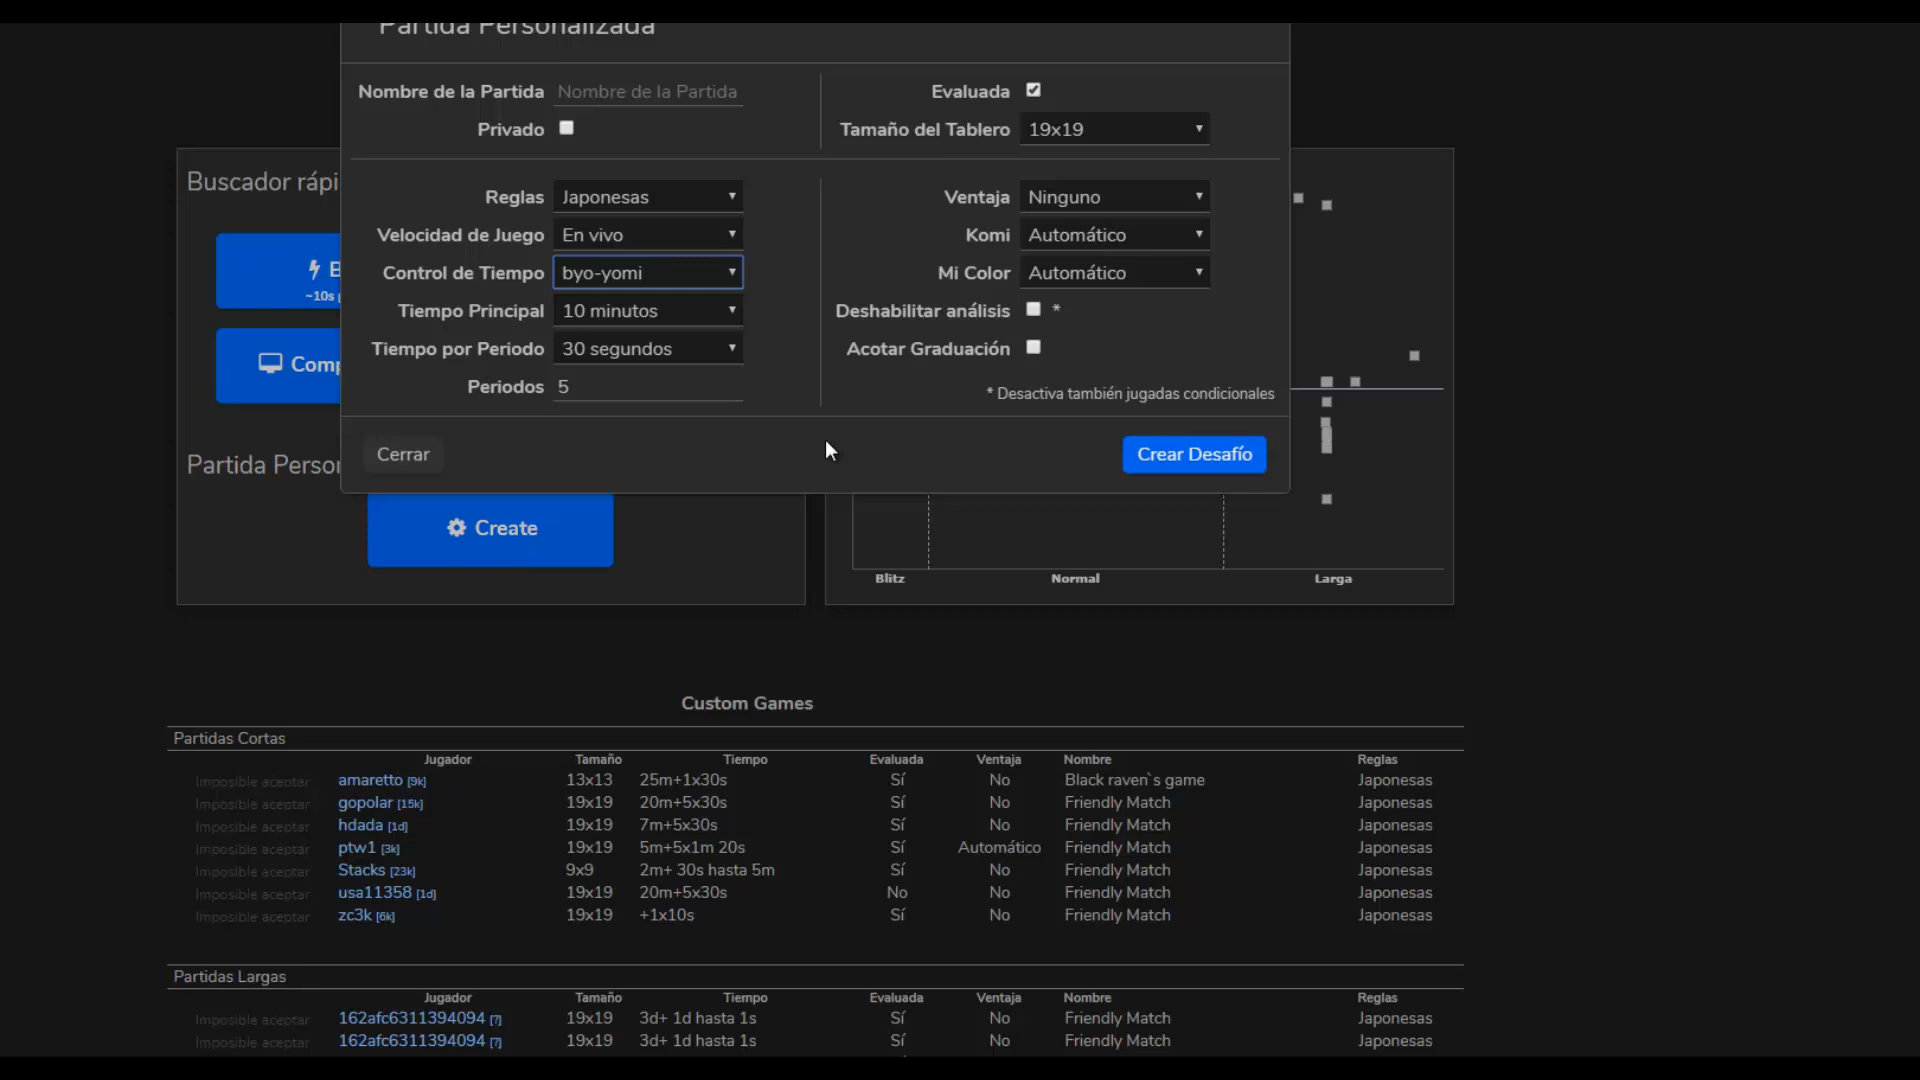 Partida Personalizada
Nombre de la Partida Nombre de la Partida
Privado
Evaluada
Tamaño del Tablero 19x19
Reglas Japonesas
Velocidad de Juego En vivo
Control de Tiempo byo-yomi
Tiempo Principal 10 minutos
Tiempo por Periodo 30 segundos
Periodos 5
Ventaja Ninguno
Komi Automático
Mi Color Automático
Deshabilitar análisis *
Acotar Graduación
* Desactiva también jugadas condicionales
Cerrar
Crear Desafío
Buscador rápi
B
~10s
Comp
Partida Person
Create
Blitz Normal Larga
Custom Games
Partidas Cortas
Jugador Tamaño Tiempo Evaluada Ventaja Nombre Reglas
Imposible aceptar amaretto [9k] 13x13 25m+1x30s Sí No Black raven`s game Japonesas
Imposible aceptar gopolar [15k] 19x19 20m+5x30s Sí No Friendly Match Japonesas
Imposible aceptar hdada [1d] 19x19 7m+5x30s Sí No Friendly Match Japonesas
Imposible aceptar ptw1 [3k] 19x19 5m+5x1m 20s Sí Automático Friendly Match Japonesas
Imposible aceptar Stacks [23k] 9x9 2m+ 30s hasta 5m Sí No Friendly Match Japonesas
Imposible aceptar usa11358 [1d] 19x19 20m+5x30s No No Friendly Match Japonesas
Imposible aceptar zc3k [6k] 19x19 +1x10s Sí No Friendly Match Japonesas
Partidas Largas
Jugador Tamaño Tiempo Evaluada Ventaja Nombre Reglas
Imposible aceptar 162afc6311394094 [?] 19x19 3d+ 1d hasta 1s Sí No Friendly Match Japonesas
Imposible aceptar 162afc6311394094 [?] 19x19 3d+ 1d hasta 1s Sí No Friendly Match Japonesas